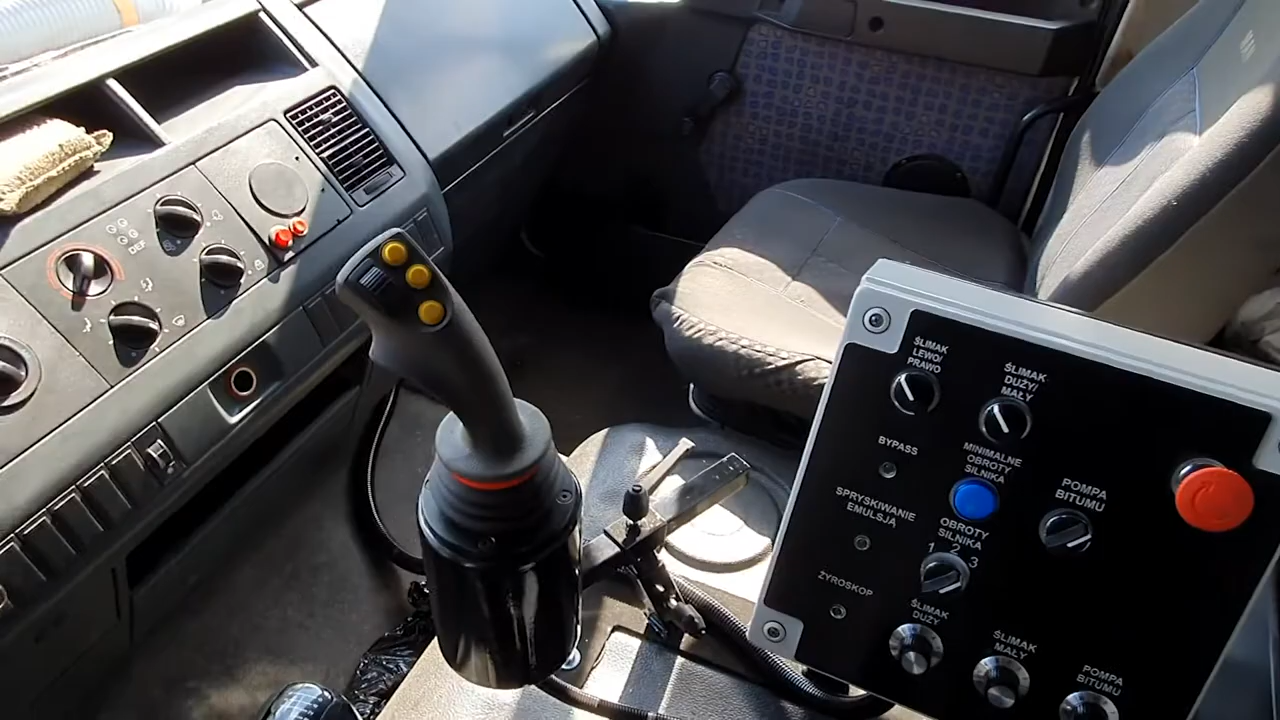 DEF
ŚLIMAK
LEWO/
PRAWO
ŚLIMAK
DUŻY/
MAŁY
BYPASS
MINIMALNE
OBROTY
SILNIKA
POMPA
BITUMU
SPRYSKIWANIE
EMULSJĄ
OBROTY
SILNIKA
1 2 3
ŻYROSKOP
ŚLIMAK
DUŻY
ŚLIMAK
MAŁY
POMPA
BITUMU